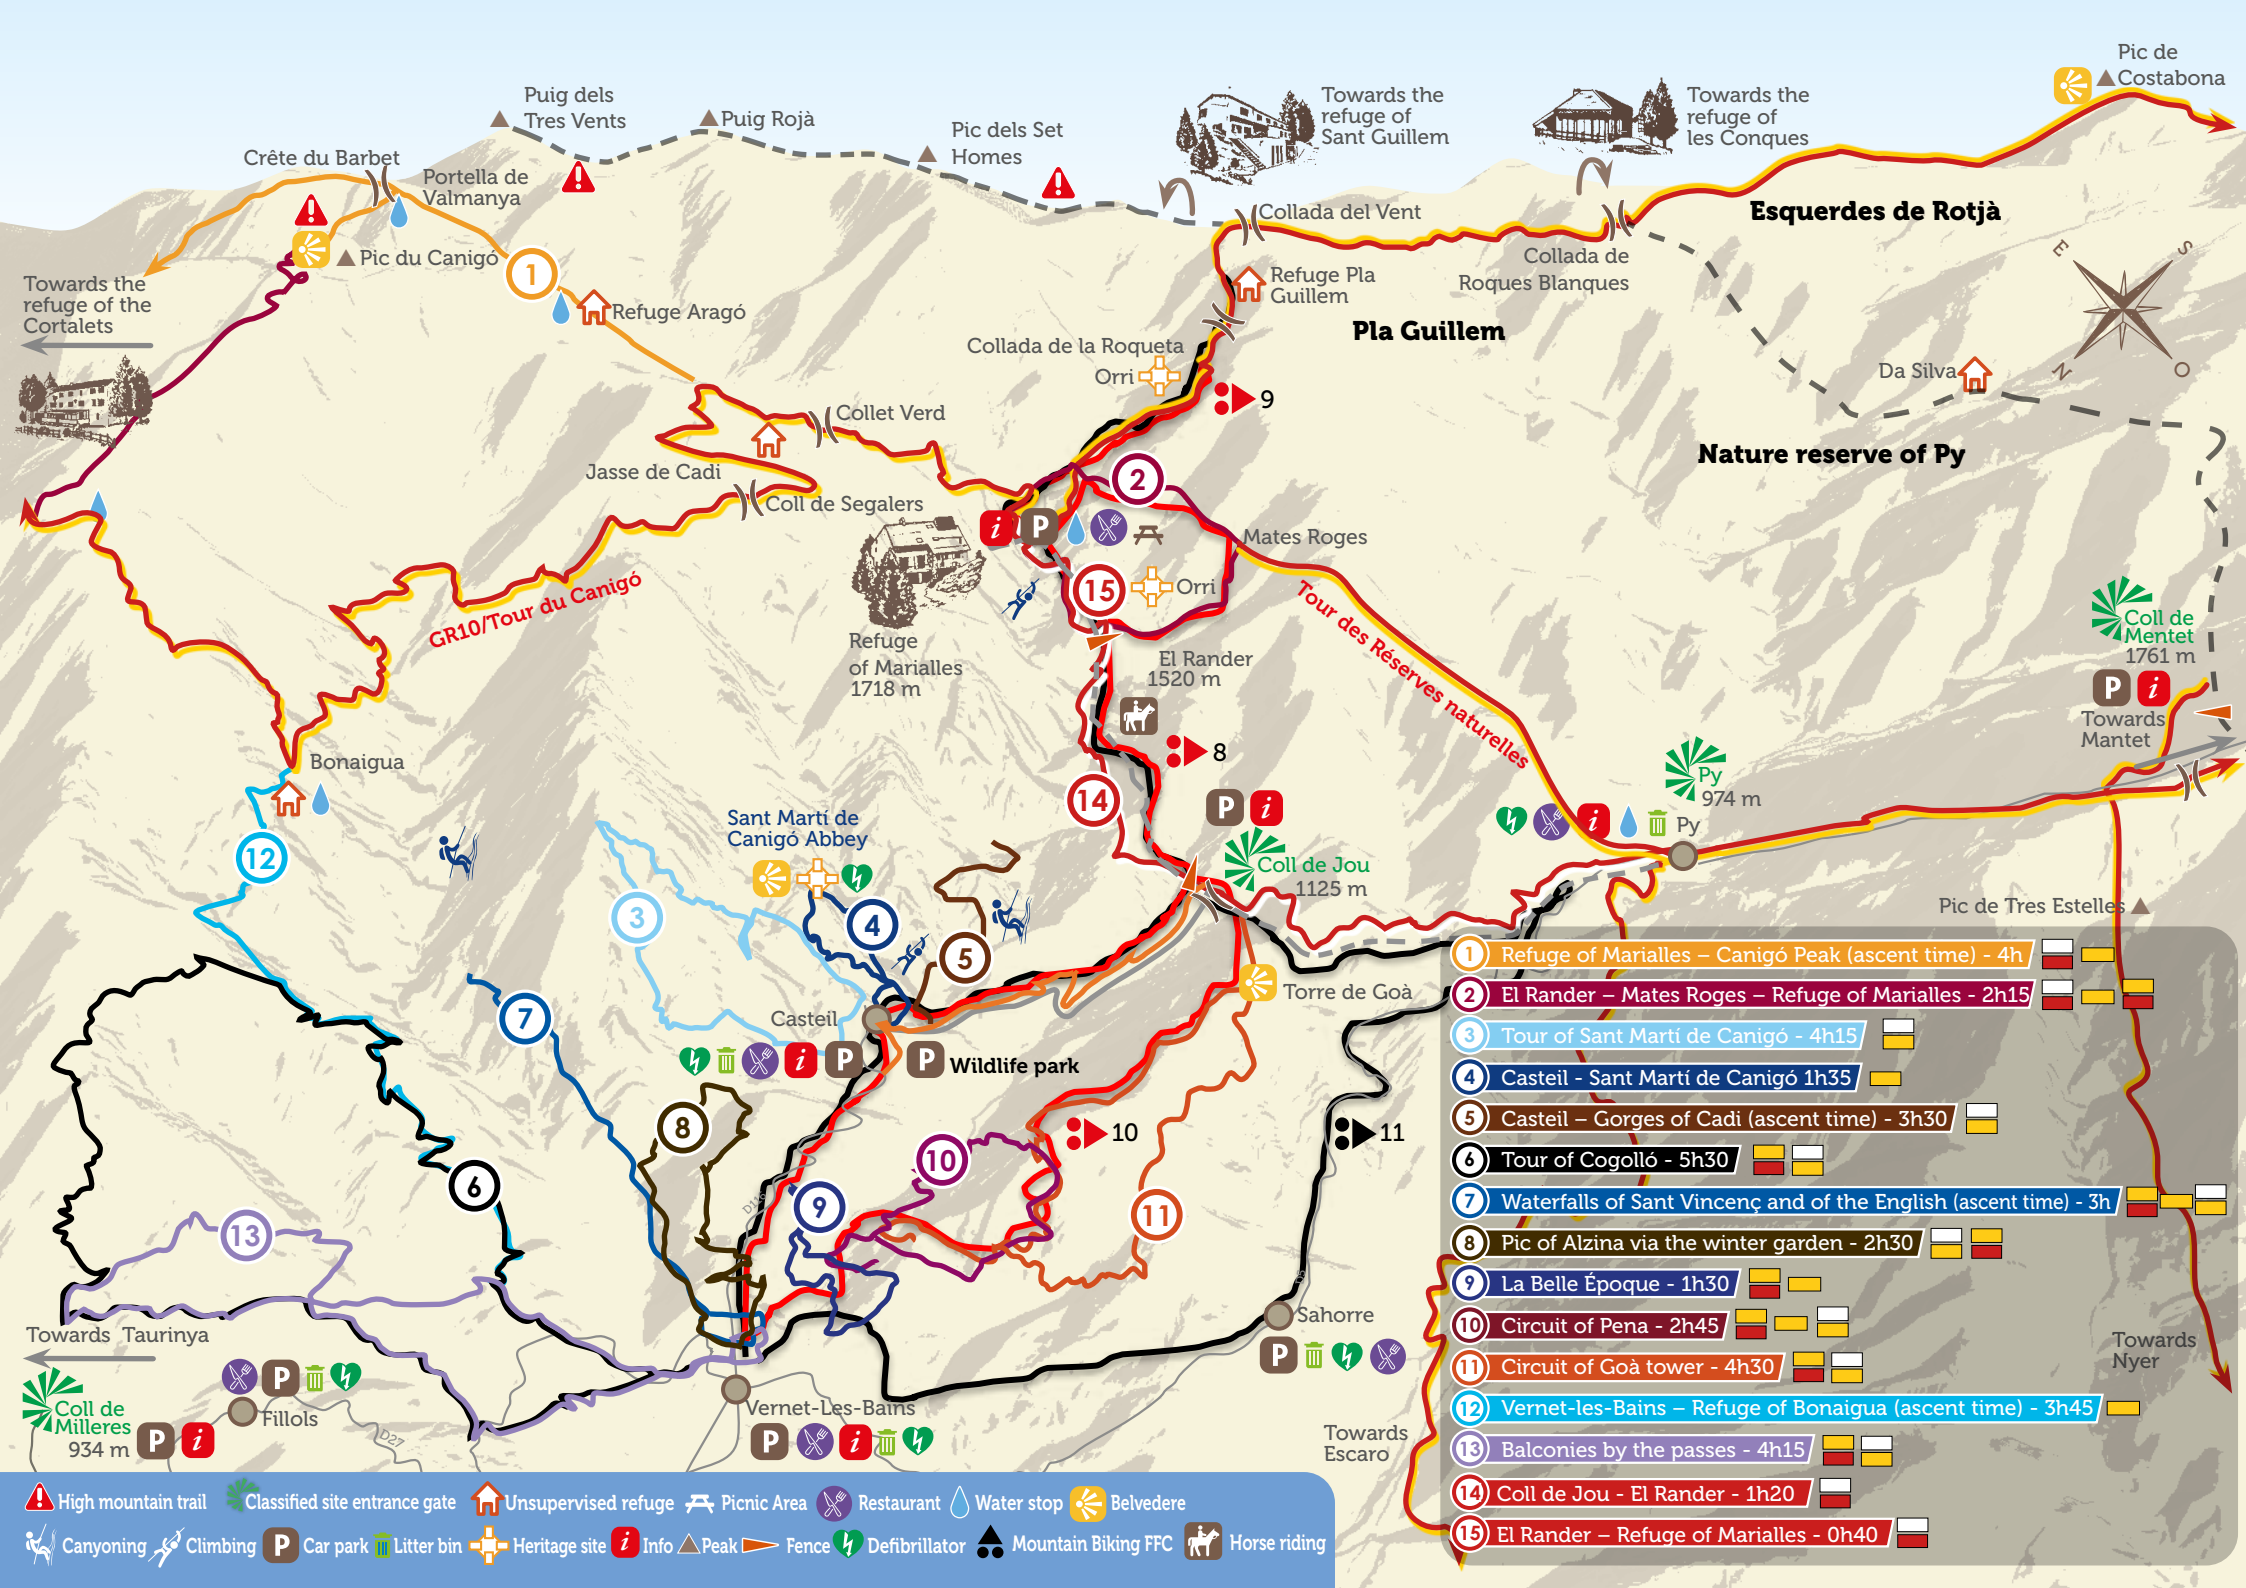 Pic de
Costabona
Puig dels
Tres Vents
Puig Rojà
Pic dels Set
Homes
Towards the
refuge of
Sant Guillem
Towards the
refuge of
les Conques
Crête du Barbet
Portella de
Valmanya
Collada del Vent
Esquerdes de Rotjà
Pic du Canigó
1
Collada de
Roques Blanques
E
S
N
O
Towards the
refuge of the
Cortalets
Refuge Aragó
Refuge Pla
Guillem
Pla Guillem
Collada de la Roqueta
Orri
9
Da Silva
Collet Verd
Jasse de Cadi
Coll de Segalers
Nature reserve of Py
2
i
P
Mates Roges
15
Orri
GR10/Tour du Canigó
Tour des Réserves naturelles
Refuge
of Marialles
1718 m
El Rander
1520 m
Coll de
Mentet
1761 m
P
i
Towards
Mantet
8
Bonaigua
14
P
i
Py
974 m
i
Py
12
Sant Martí de
Canigó Abbey
Coll de Jou
1125 m
3
4
5
Pic de Tres Estelles
Torre de Goà
7
Casteil
i
P
P
Wildlife park
8
10
11
10
6
9
11
13
D116
Sahorre
P
Towards Taurinya
P
Fillols
D27
Coll de
Milleres
934 m
P
i
Vernet-Les-Bains
P
i
Towards
Escaro
Towards
Nyer
1 Refuge of Marialles – Canigó Peak (ascent time) - 4h
2 El Rander – Mates Roges – Refuge of Marialles - 2h15
3 Tour of Sant Martí de Canigó - 4h15
4 Casteil - Sant Martí de Canigó 1h35
5 Casteil – Gorges of Cadi (ascent time) - 3h30
6 Tour of Cogolló - 5h30
7 Waterfalls of Sant Vincenç and of the English (ascent time) - 3h
8 Pic of Alzina via the winter garden - 2h30
9 La Belle Époque - 1h30
10 Circuit of Pena - 2h45
11 Circuit of Goà tower - 4h30
12 Vernet-les-Bains – Refuge of Bonaigua (ascent time) - 3h45
13 Balconies by the passes - 4h15
14 Coll de Jou - El Rander - 1h20
15 El Rander – Refuge of Marialles - 0h40
High mountain trail
Classified site entrance gate
Unsupervised refuge
Picnic Area
Restaurant
Water stop
Belvedere
Canyoning
Climbing
P Car park
Litter bin
Heritage site
i Info
Peak
Fence
Defibrillator
Mountain Biking FFC
Horse riding